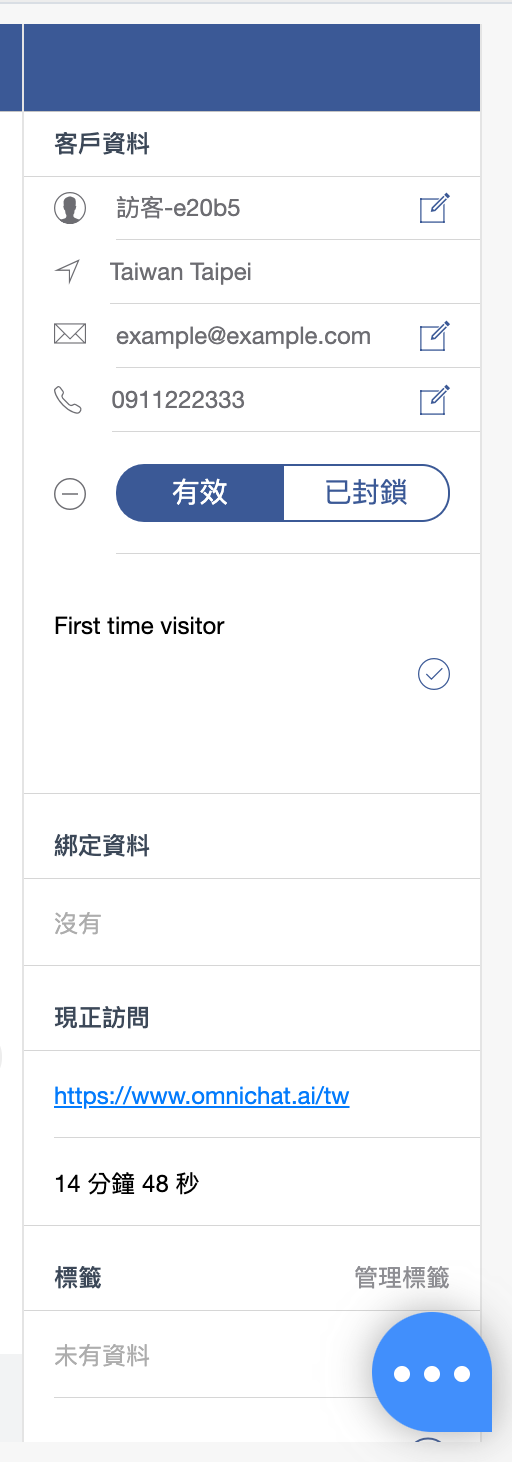 客戶資料
訪客-e20b5
Taiwan Taipei
example@example.com
0911222333
有效 已封鎖
First time visitor
綁定資料
沒有
現正訪問
https://www.omnichat.ai/tw
14 分鐘 48 秒
標籤 管理標籤
未有資料